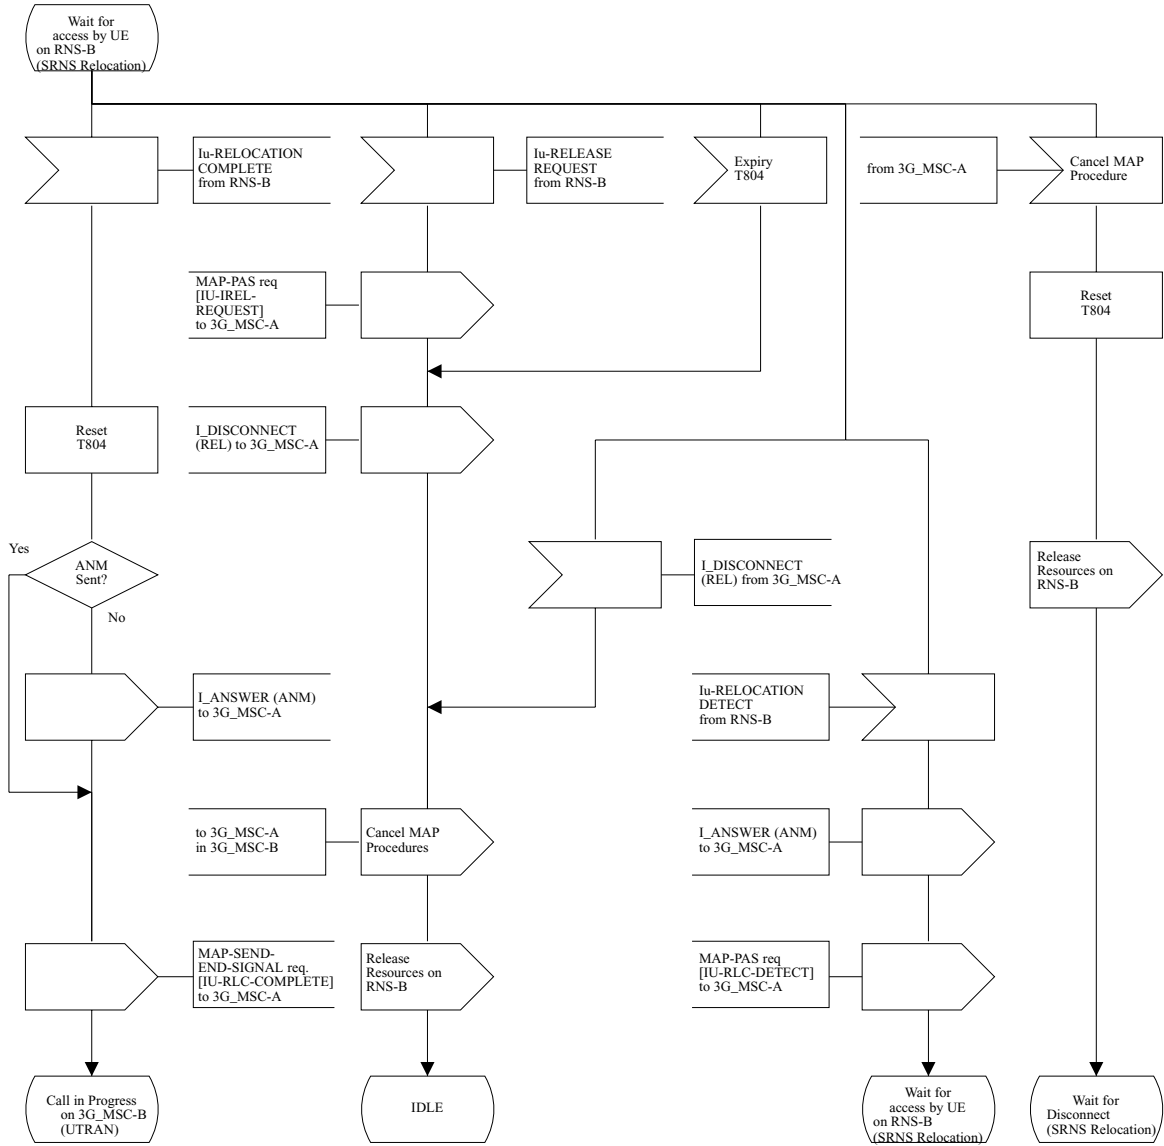 Wait for
access by UE
on RNS-B
(SRNS Relocation)
Iu-RELOCATION
COMPLETE
from RNS-B
Iu-RELEASE
REQUEST
from RNS-B
Expiry
T804
from 3G_MSC-A
Cancel MAP
Procedure
MAP-PAS req
[IU-IREL-
REQUEST]
to 3G_MSC-A
Reset
T804
Reset
T804
I_DISCONNECT
(REL) to 3G_MSC-A
Yes
ANM
Sent?
No
I_DISCONNECT
(REL) from 3G_MSC-A
Release
Resources on
RNS-B
I_ANSWER (ANM)
to 3G_MSC-A
Iu-RELOCATION
DETECT
from RNS-B
to 3G_MSC-A
in 3G_MSC-B
Cancel MAP
Procedures
I_ANSWER (ANM)
to 3G_MSC-A
MAP-SEND-
END-SIGNAL req.
[IU-RLC-COMPLETE]
to 3G_MSC-A
Release
Resources on
RNS-B
MAP-PAS req
[IU-RLC-DETECT]
to 3G_MSC-A
Call in Progress
on 3G_MSC-B
(UTRAN)
IDLE
Wait for
access by UE
on RNS-B
(SRNS Relocation)
Wait for
Disconnect
(SRNS Relocation)